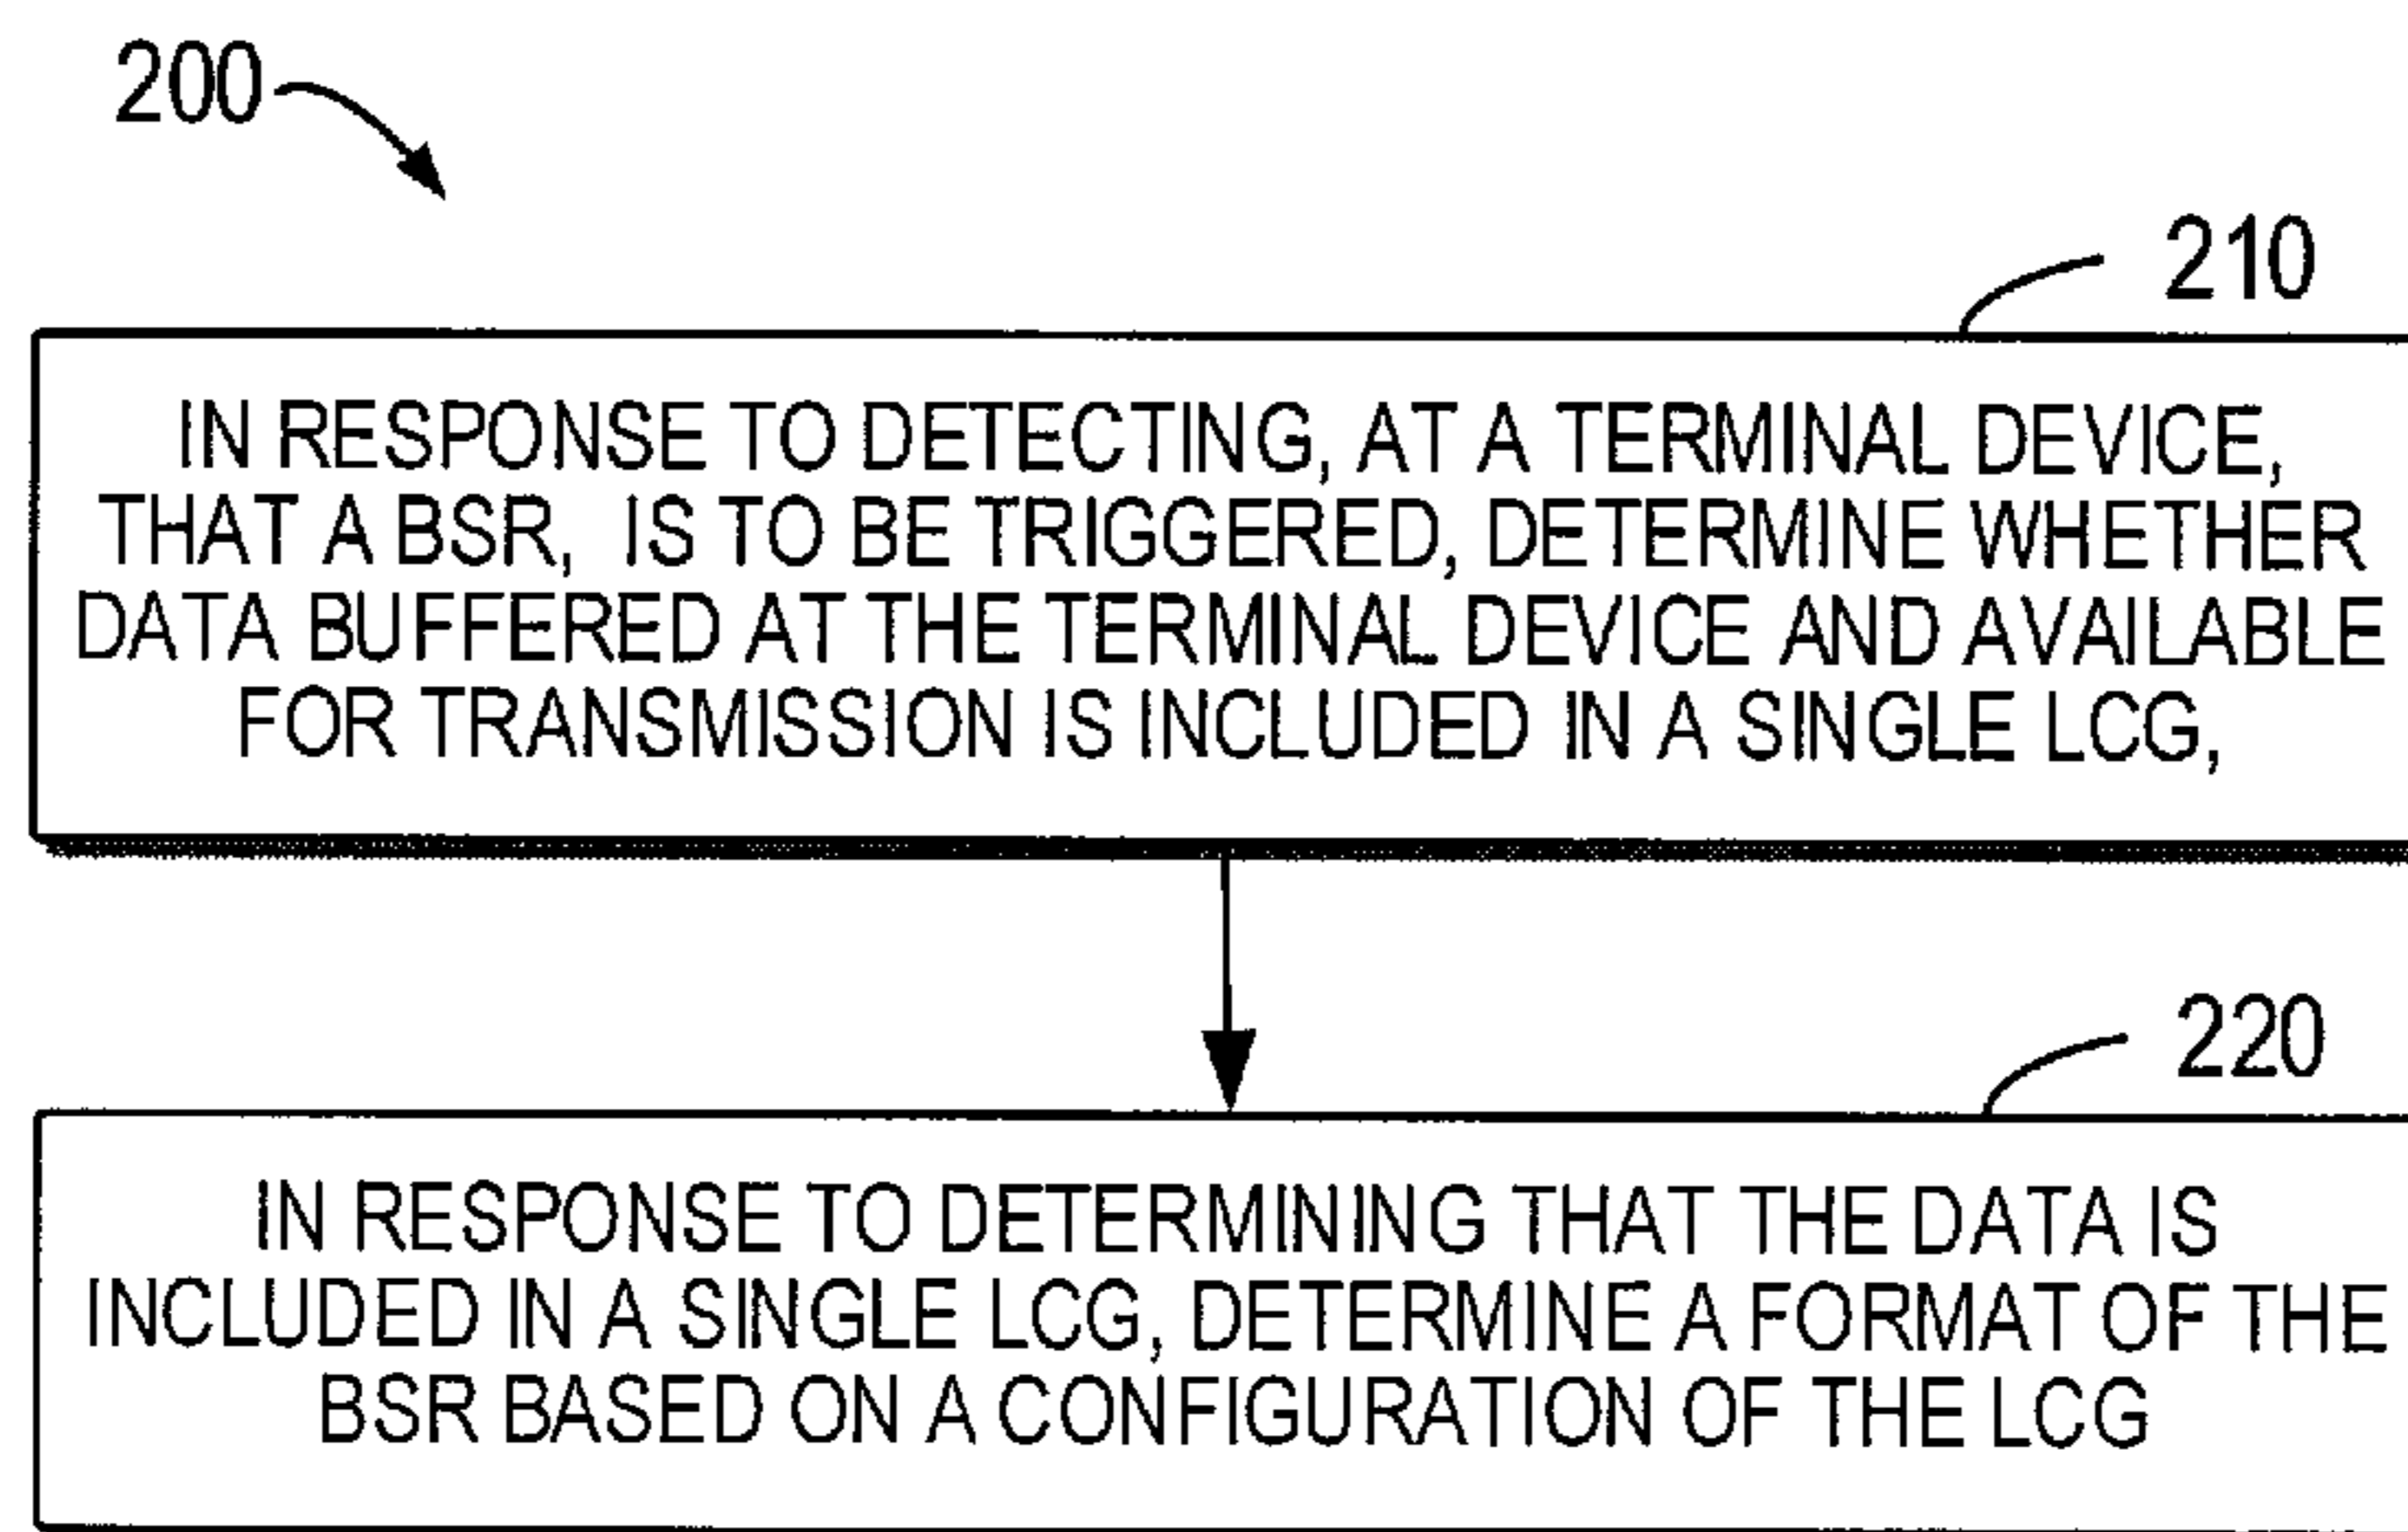 200
210
IN RESPONSE TO DETECTING, AT A TERMINAL DEVICE,
THAT A BSR, IS TO BE TRIGGERED, DETERMINE WHETHER
DATA BUFFERED AT THE TERMINAL DEVICE AND AVAILABLE
FOR TRANSMISSION IS INCLUDED IN A SINGLE LCG,
220
IN RESPONSE TO DETERMINING THAT THE DATA IS
INCLUDED IN A SINGLE LCG, DETERMINE A FORMAT OF THE
BSR BASED ON A CONFIGURATION OF THE LCG